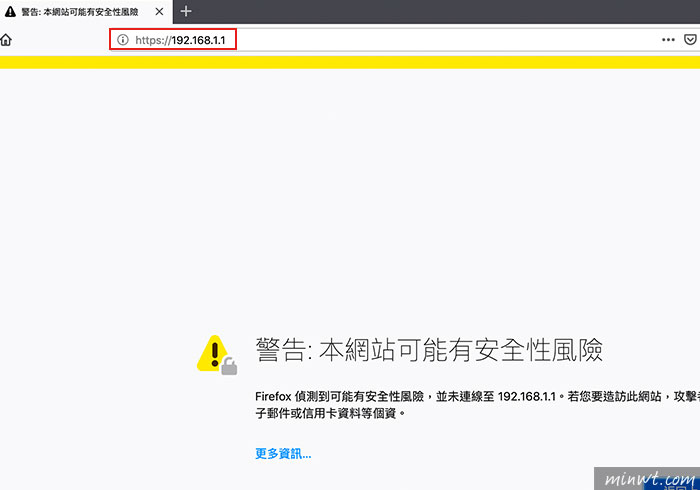 警告: 本網站可能有安全性風險
https://192.168.1.1
警告: 本網站可能有安全性風險
Firefox 偵測到可能有安全性風險，並未連線至 192.168.1.1。若您要造訪此網站，攻擊
子郵件或信用卡資料等個資。
更多資訊...
minwt.com